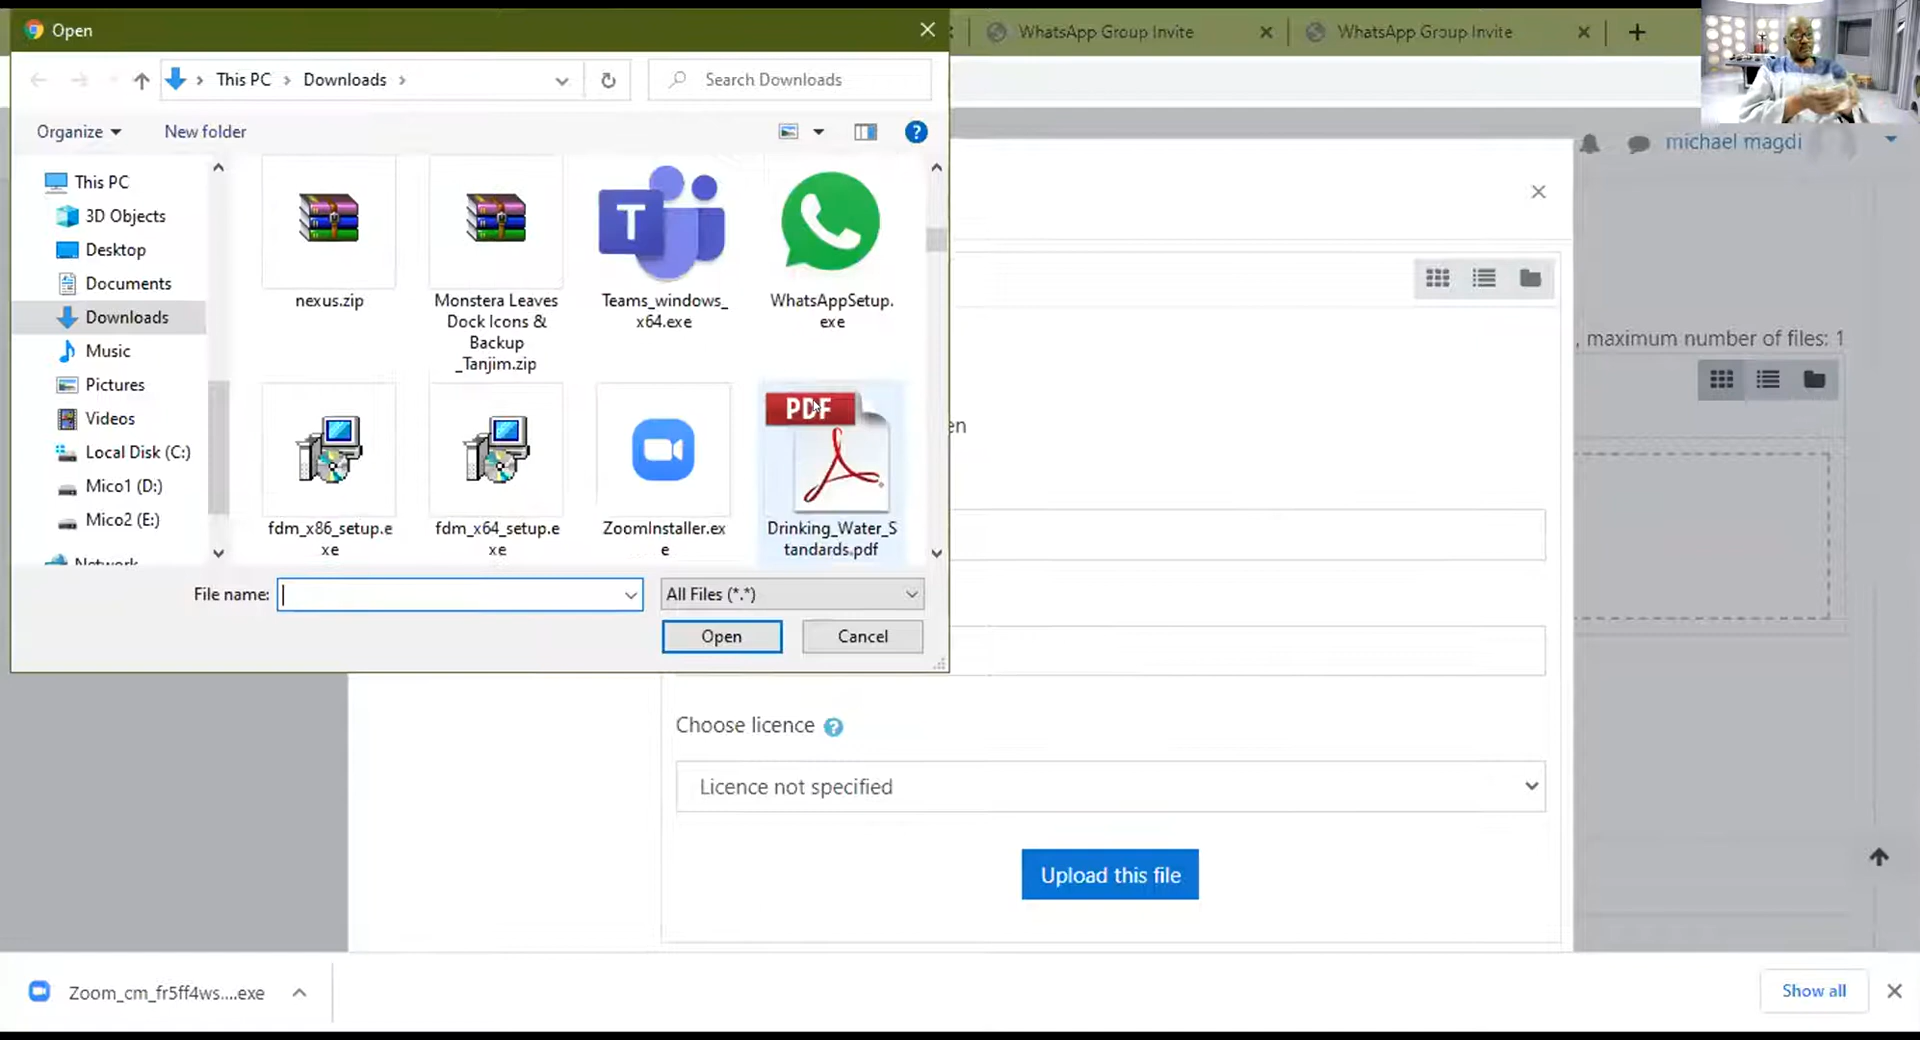 Open
WhatsApp Group Invite
WhatsApp Group Invite
This PC
Downloads
Search Downloads
Organize
New folder
michael magdi
This PC
3D Objects
Desktop
Documents
Downloads
Music
Pictures
Videos
Local Disk (C:)
Mico1 (D:)
Mico2 (E:)
Network
nexus.zip
Monstera Leaves
Dock Icons &
Backup
_Tanjim.zip
T
Teams_windows_
x64.exe
WhatsAppSetup.
exe
fdm_x86_setup.e
xe
fdm_x64_setup.e
xe
ZoomInstaller.ex
e
PDF
Drinking_Water_S
tandards.pdf
, maximum number of files: 1
en
File name:
All Files (*.*)
Open
Cancel
Choose licence
Licence not specified
Upload this file
Zoom_cm_fr5ff4ws....exe
Show all